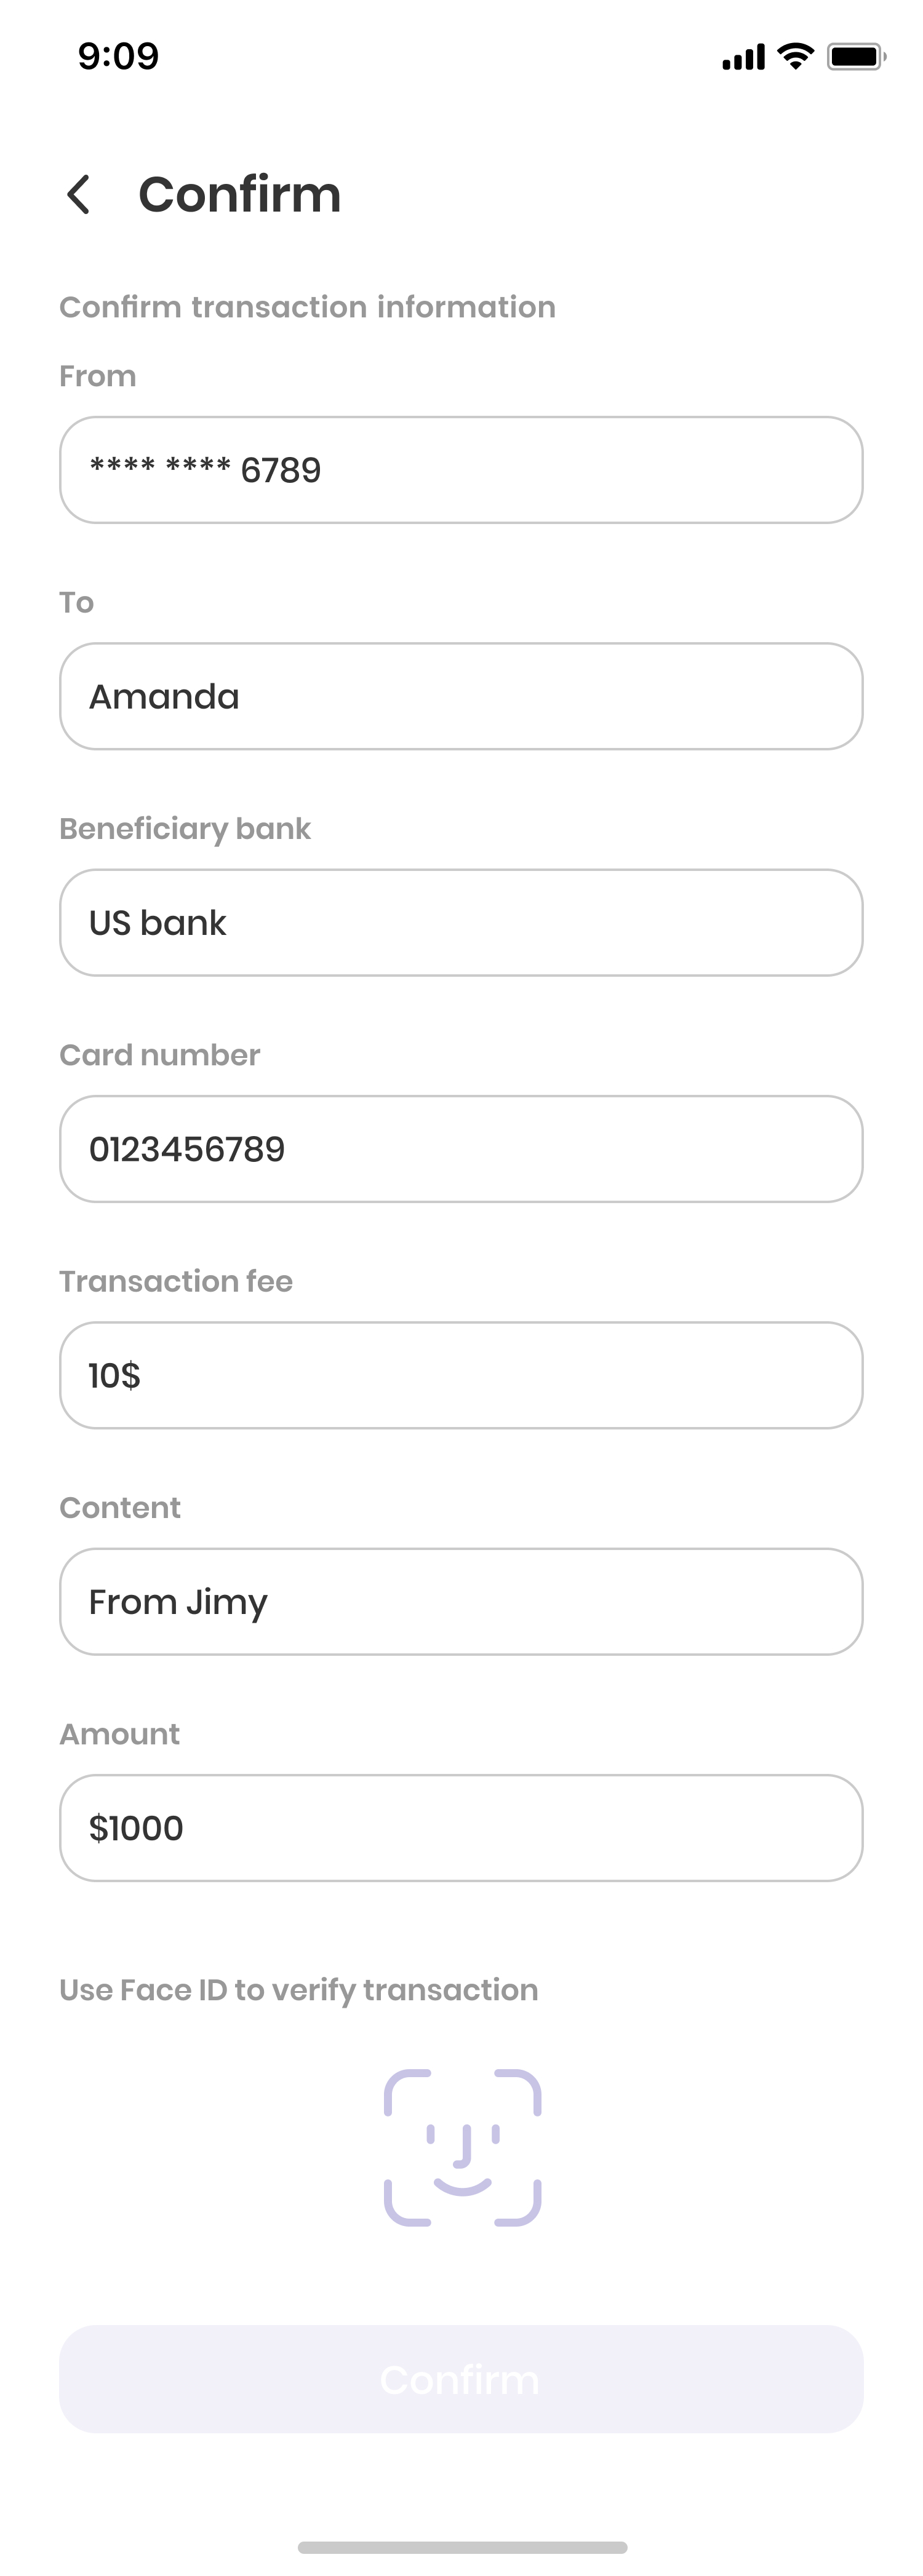 9:09
Confirm
Confirm transaction information
From
**** **** 6789
To
Amanda
Beneficiary bank
US bank
Card number
0123456789
Transaction fee
10$
Content
From Jimy
Amount
$1000
Use Face ID to verify transaction
Confirm